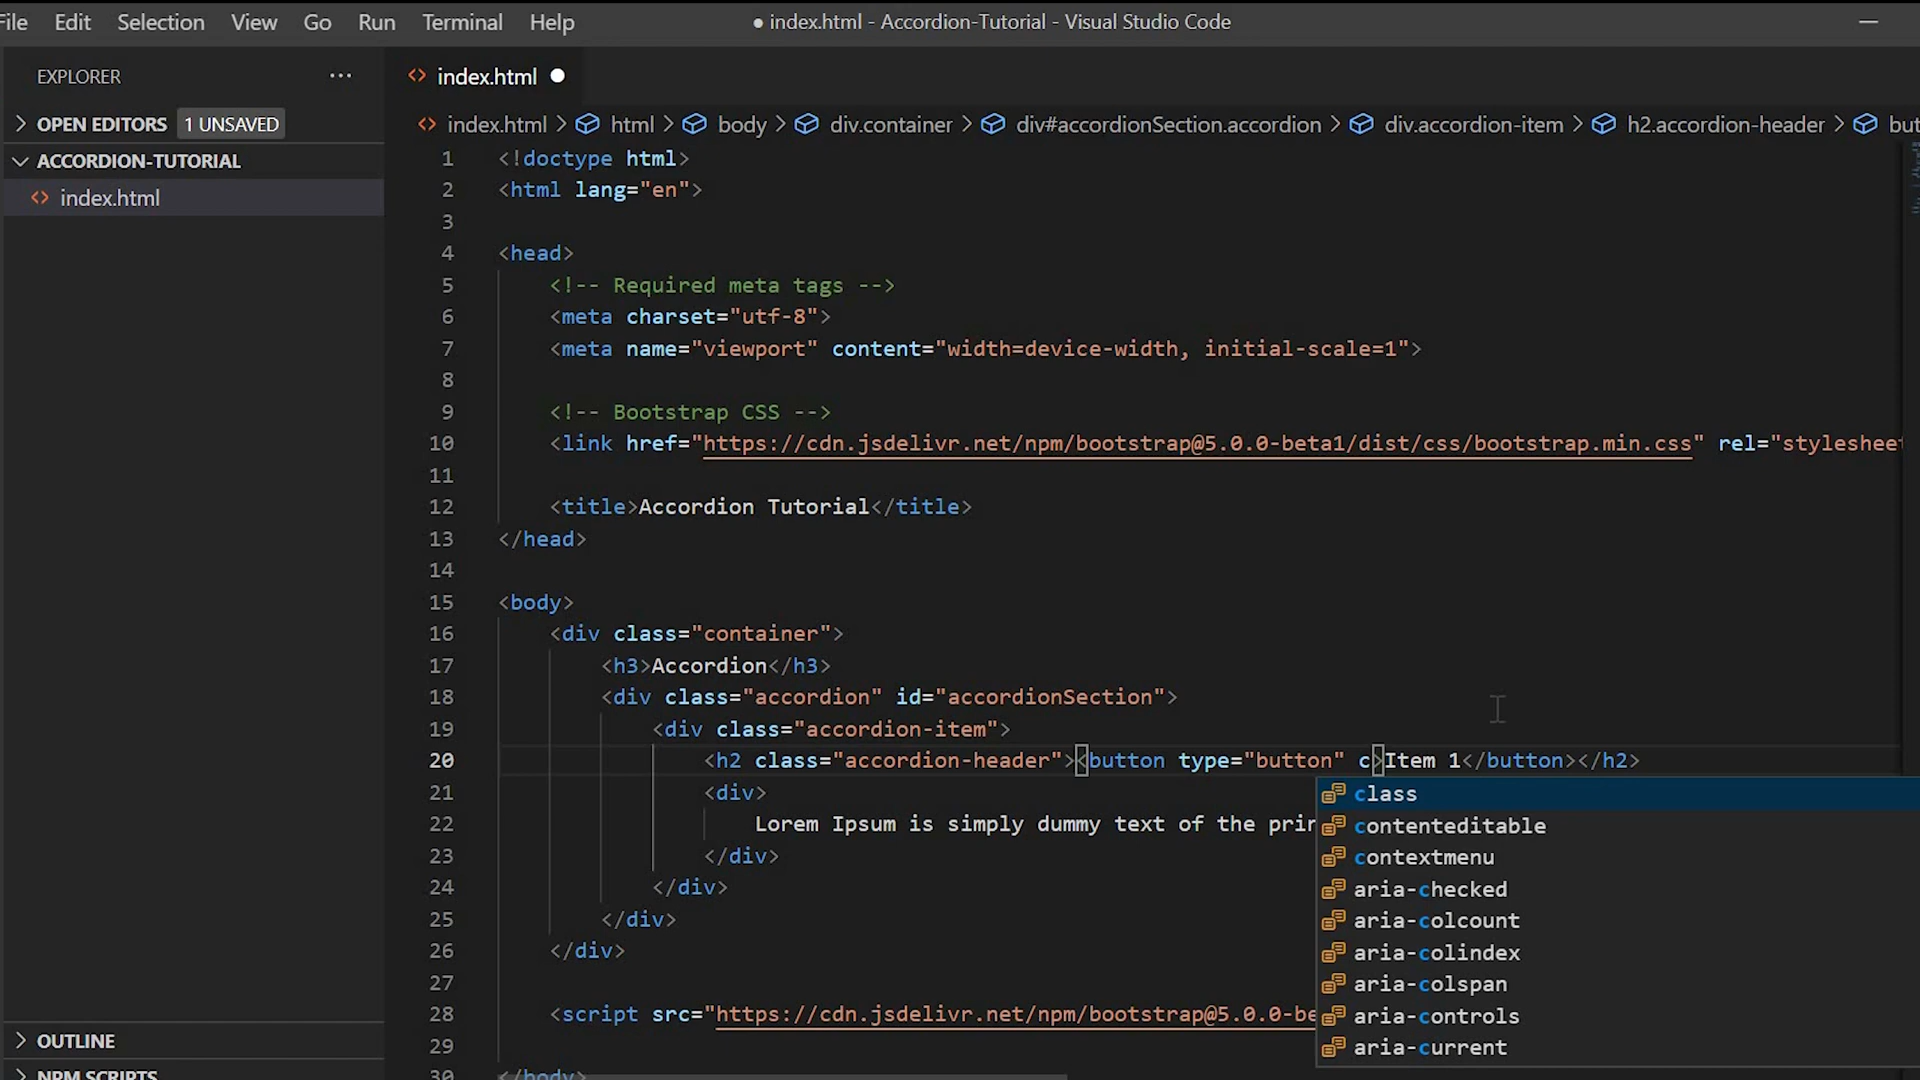 File Edit Selection View Go Run Terminal Help
● index.html - Accordion-Tutorial - Visual Studio Code
EXPLORER ...
OPEN EDITORS 1 UNSAVED
ACCORDION-TUTORIAL
index.html
OUTLINE
NPM SCRIPTS
index.html
index.html > html > body > div.container > div#accordionSection.accordion > div.accordion-item > h2.accordion-header > but
1 <!doctype html>
2 <html lang="en">
3
4 <head>
5 <!-- Required meta tags -->
6 <meta charset="utf-8">
7 <meta name="viewport" content="width=device-width, initial-scale=1">
8
9 <!-- Bootstrap CSS -->
10 <link href="https://cdn.jsdelivr.net/npm/bootstrap@5.0.0-beta1/dist/css/bootstrap.min.css" rel="stylesheet
11
12 <title>Accordion Tutorial</title>
13 </head>
14
15 <body>
16 <div class="container">
17 <h3>Accordion</h3>
18 <div class="accordion" id="accordionSection">
19 <div class="accordion-item">
20 <h2 class="accordion-header"><button type="button" c>Item 1</button></h2>
21 <div>
22 Lorem Ipsum is simply dummy text of the prin
23 </div>
24 </div>
25 </div>
26 </div>
27
28 <script src="https://cdn.jsdelivr.net/npm/bootstrap@5.0.0-be
29
30 </body>
class
contenteditable
contextmenu
aria-checked
aria-colcount
aria-colindex
aria-colspan
aria-controls
aria-current